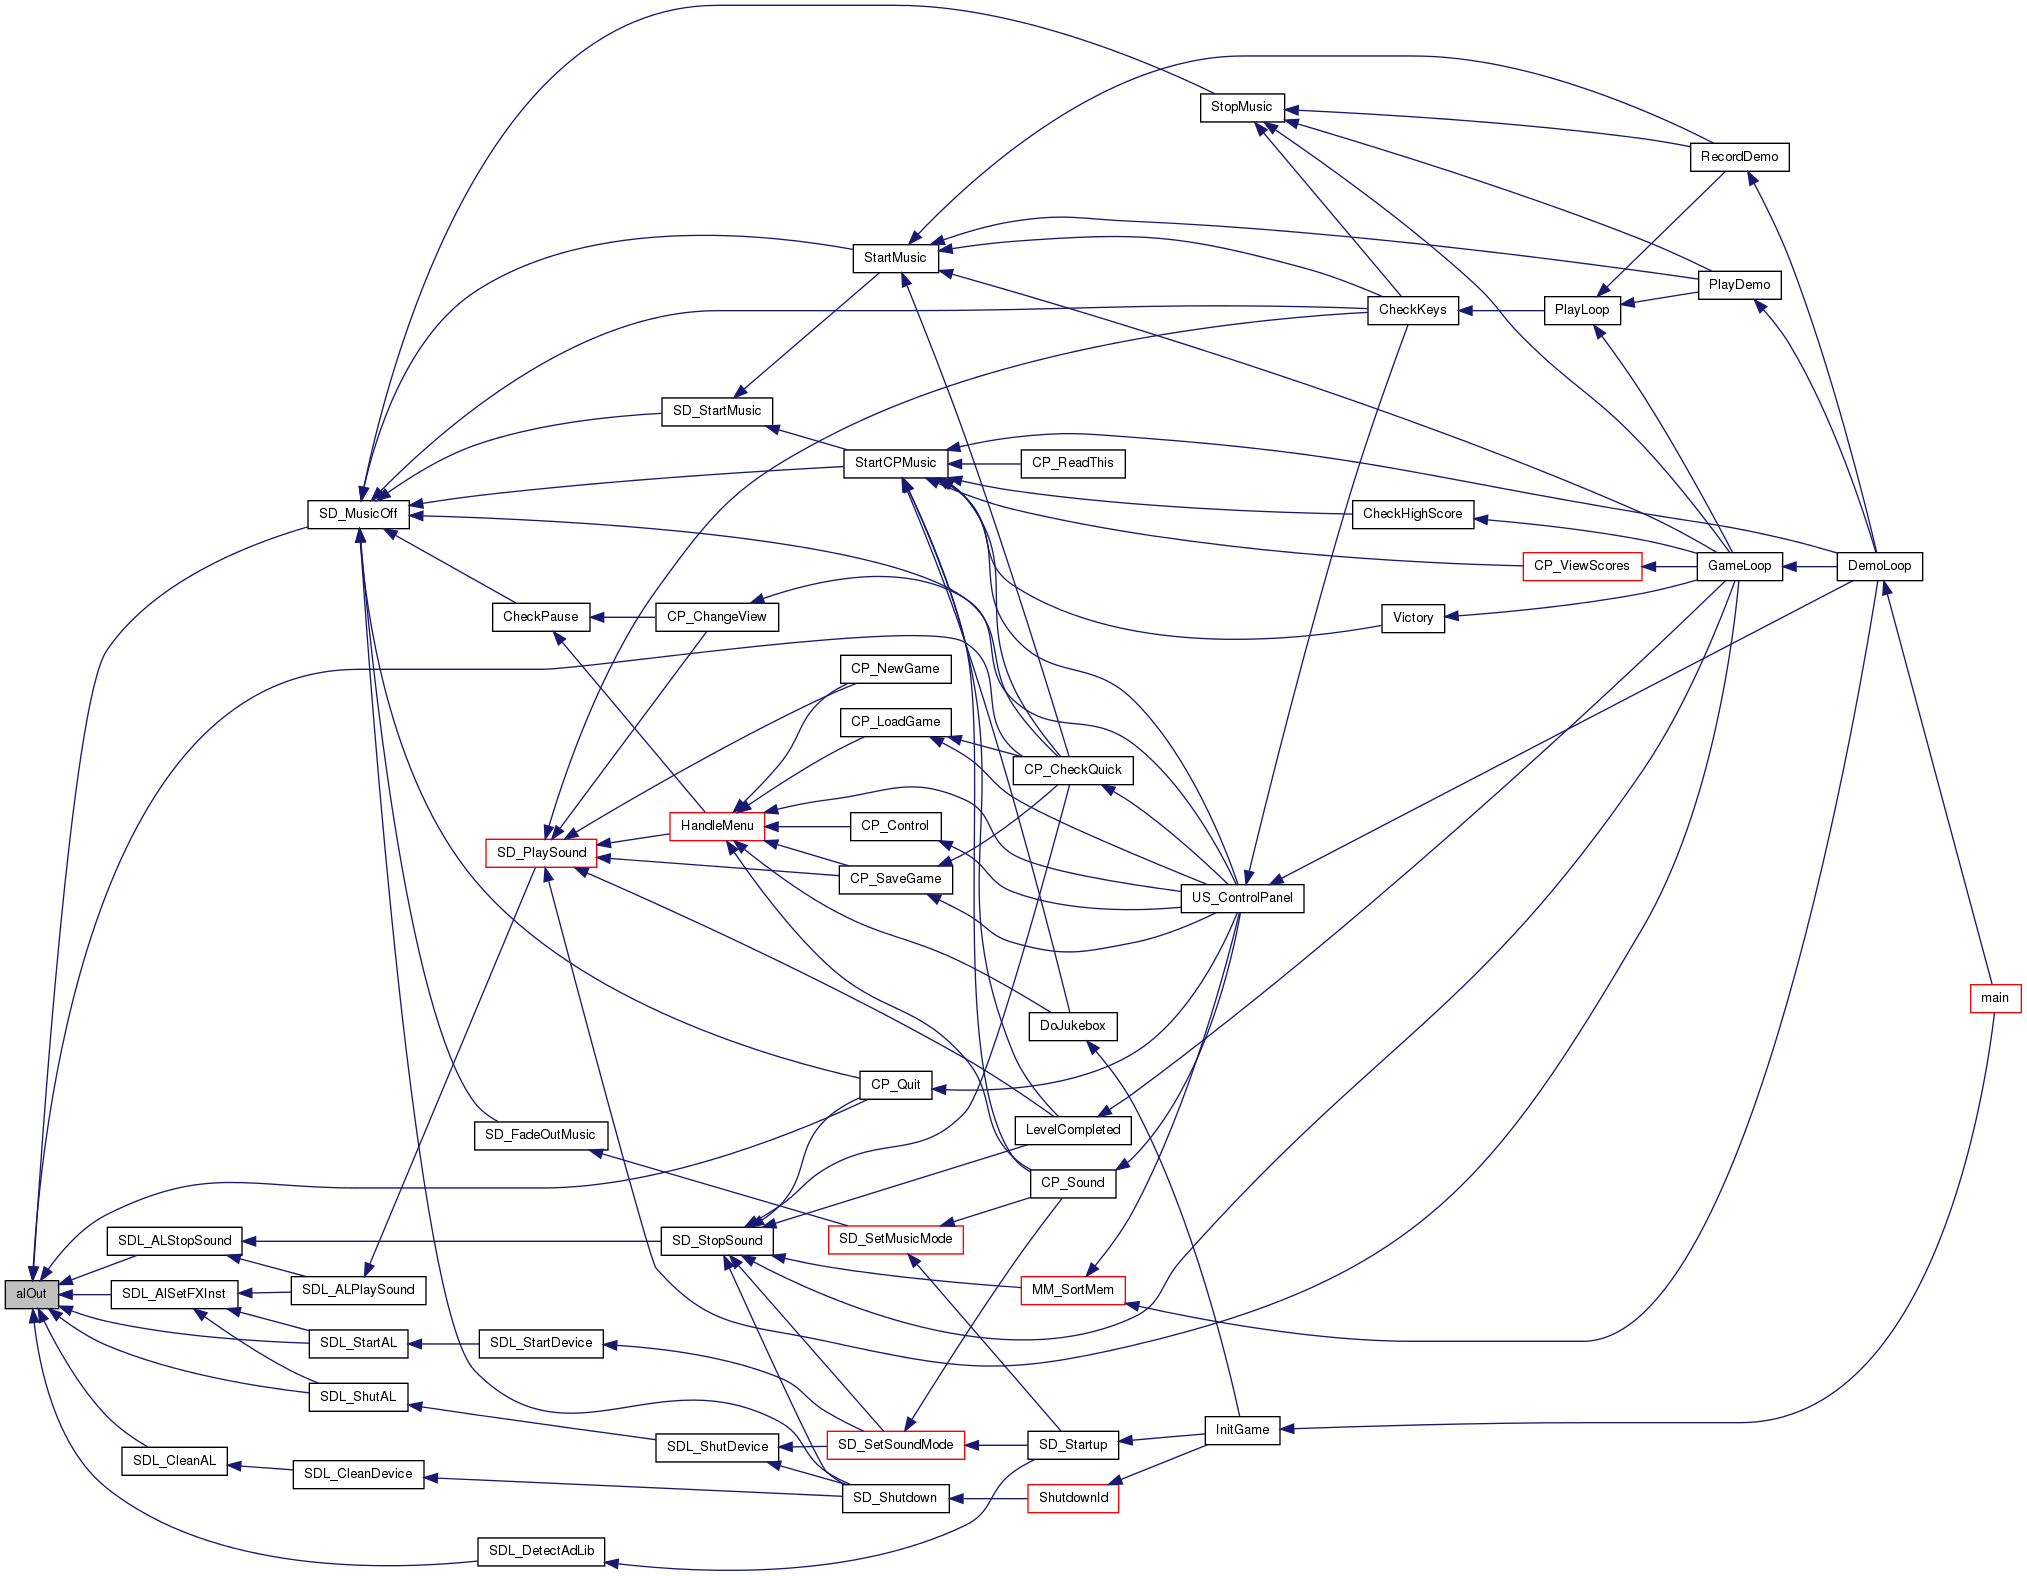 StopMusic
RecordDemo
StartMusic
PlayDemo
CheckKeys
PlayLoop
SD_StartMusic
StartCPMusic
CP_ReadThis
SD_MusicOff
CheckHighScore
CP_ViewScores
GameLoop
DemoLoop
CheckPause
CP_ChangeView
Victory
CP_NewGame
CP_LoadGame
CP_CheckQuick
HandleMenu
CP_Control
SD_PlaySound
CP_SaveGame
US_ControlPanel
main
DoJukebox
CP_Quit
SD_FadeOutMusic
LevelCompleted
CP_Sound
SDL_ALStopSound
SD_StopSound
SD_SetMusicMode
alOut
SDL_AlSetFXInst
SDL_ALPlaySound
MM_SortMem
SDL_StartAL
SDL_StartDevice
SDL_ShutAL
InitGame
SDL_ShutDevice
SD_SetSoundMode
SD_Startup
SDL_CleanAL
SDL_CleanDevice
SD_Shutdown
ShutdownId
SDL_DetectAdLib